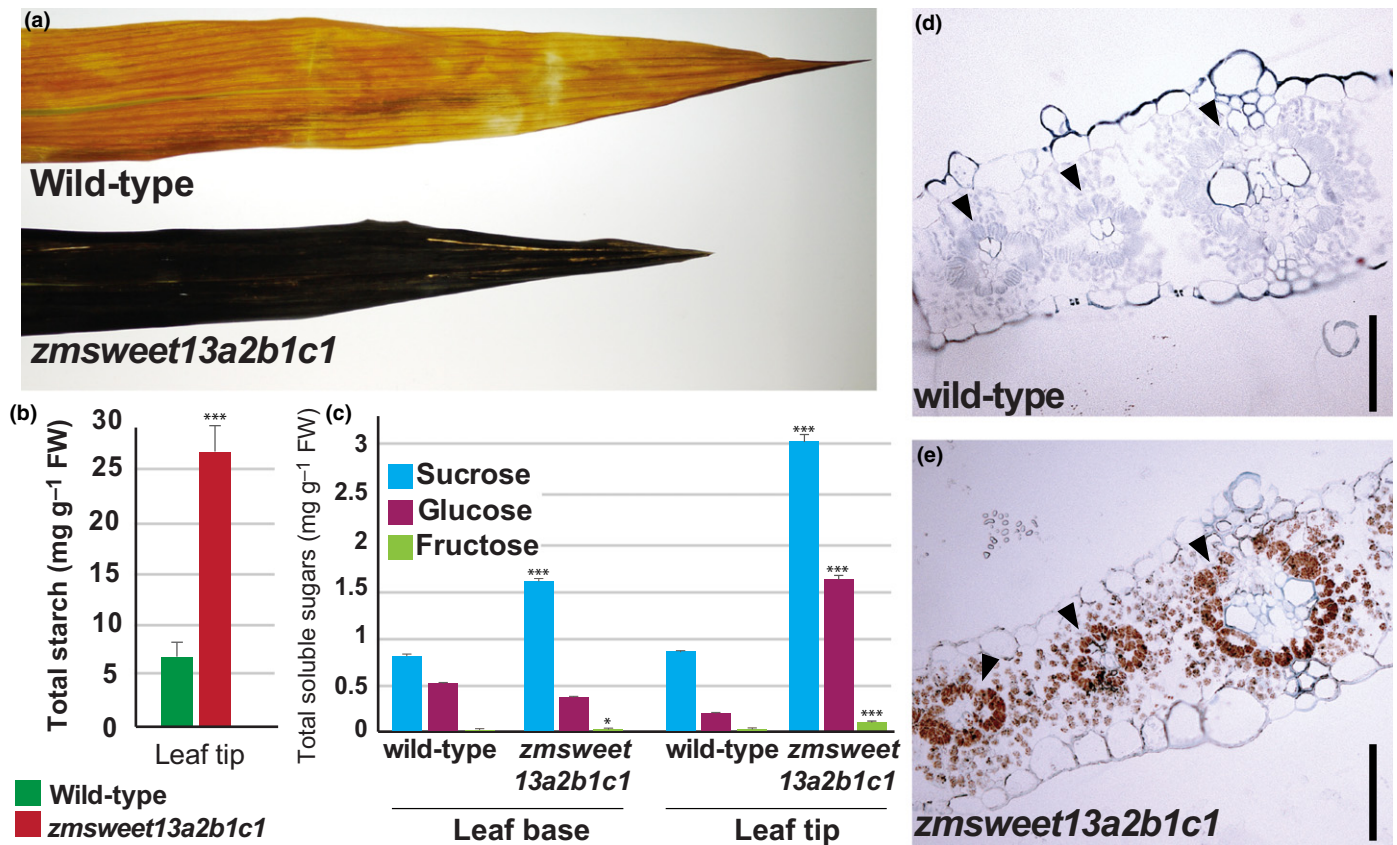 (a)
Wild-type
zmsweet13a2b1c1
(b)
Total starch (mg g⁻¹ FW)
30
25
20
15
10
5
0
***
Leaf tip
Wild-type
zmsweet13a2b1c1
(c)
Total soluble sugars (mg g⁻¹ FW)
3
2.5
2
1.5
1
0.5
0
Sucrose
Glucose
Fructose
***
*
***
***
***
wild-type
zmsweet
13a2b1c1
wild-type
zmsweet
13a2b1c1
Leaf base
Leaf tip
(d)
wild-type
(e)
zmsweet13a2b1c1